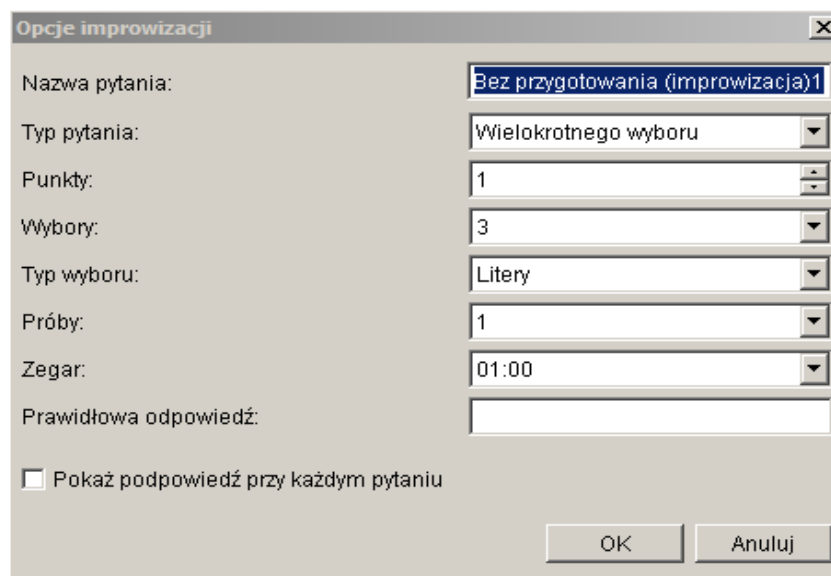 Opcje improwizacji
Nazwa pytania: Bez przygotowania (improwizacja)1
Typ pytania: Wielokrotnego wyboru
Punkty: 1
Wybory: 3
Typ wyboru: Litery
Próby: 1
Zegar: 01:00
Prawidłowa odpowiedź:
Pokaż podpowiedź przy każdym pytaniu
OK Anuluj